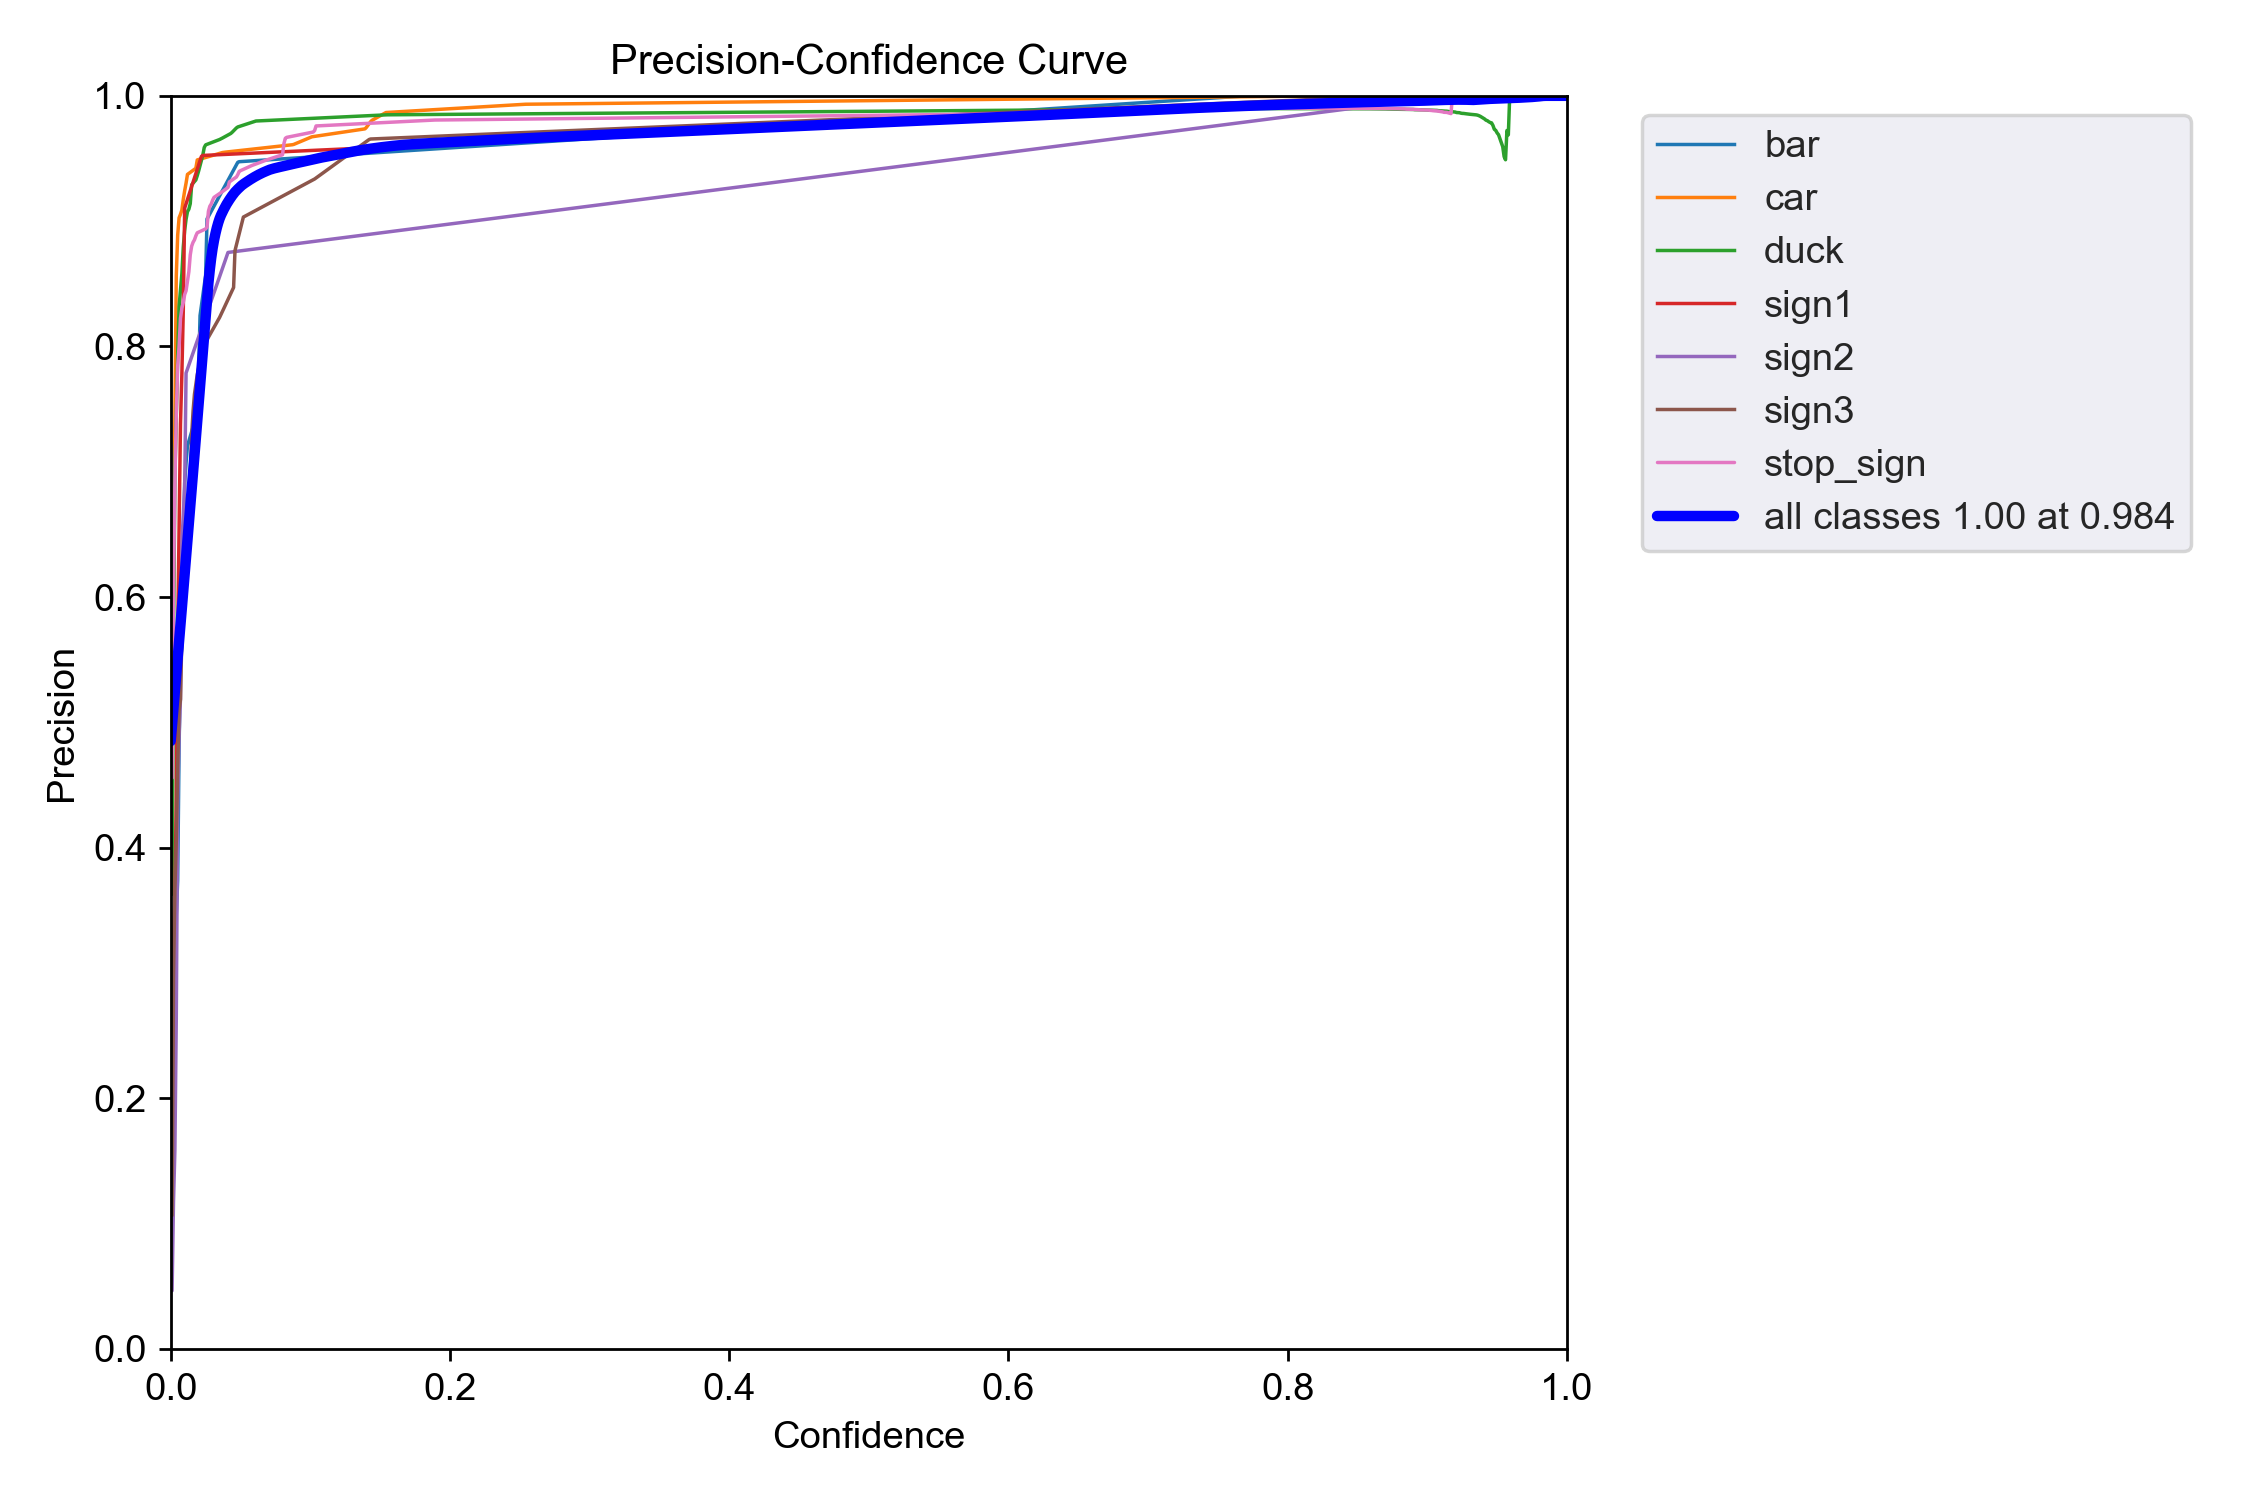 Precision-Confidence Curve
1.0
0.8
0.6
0.4
0.2
0.0
Precision
0.0 0.2 0.4 0.6 0.8 1.0
Confidence
bar
car
duck
sign1
sign2
sign3
stop_sign
all classes 1.00 at 0.984